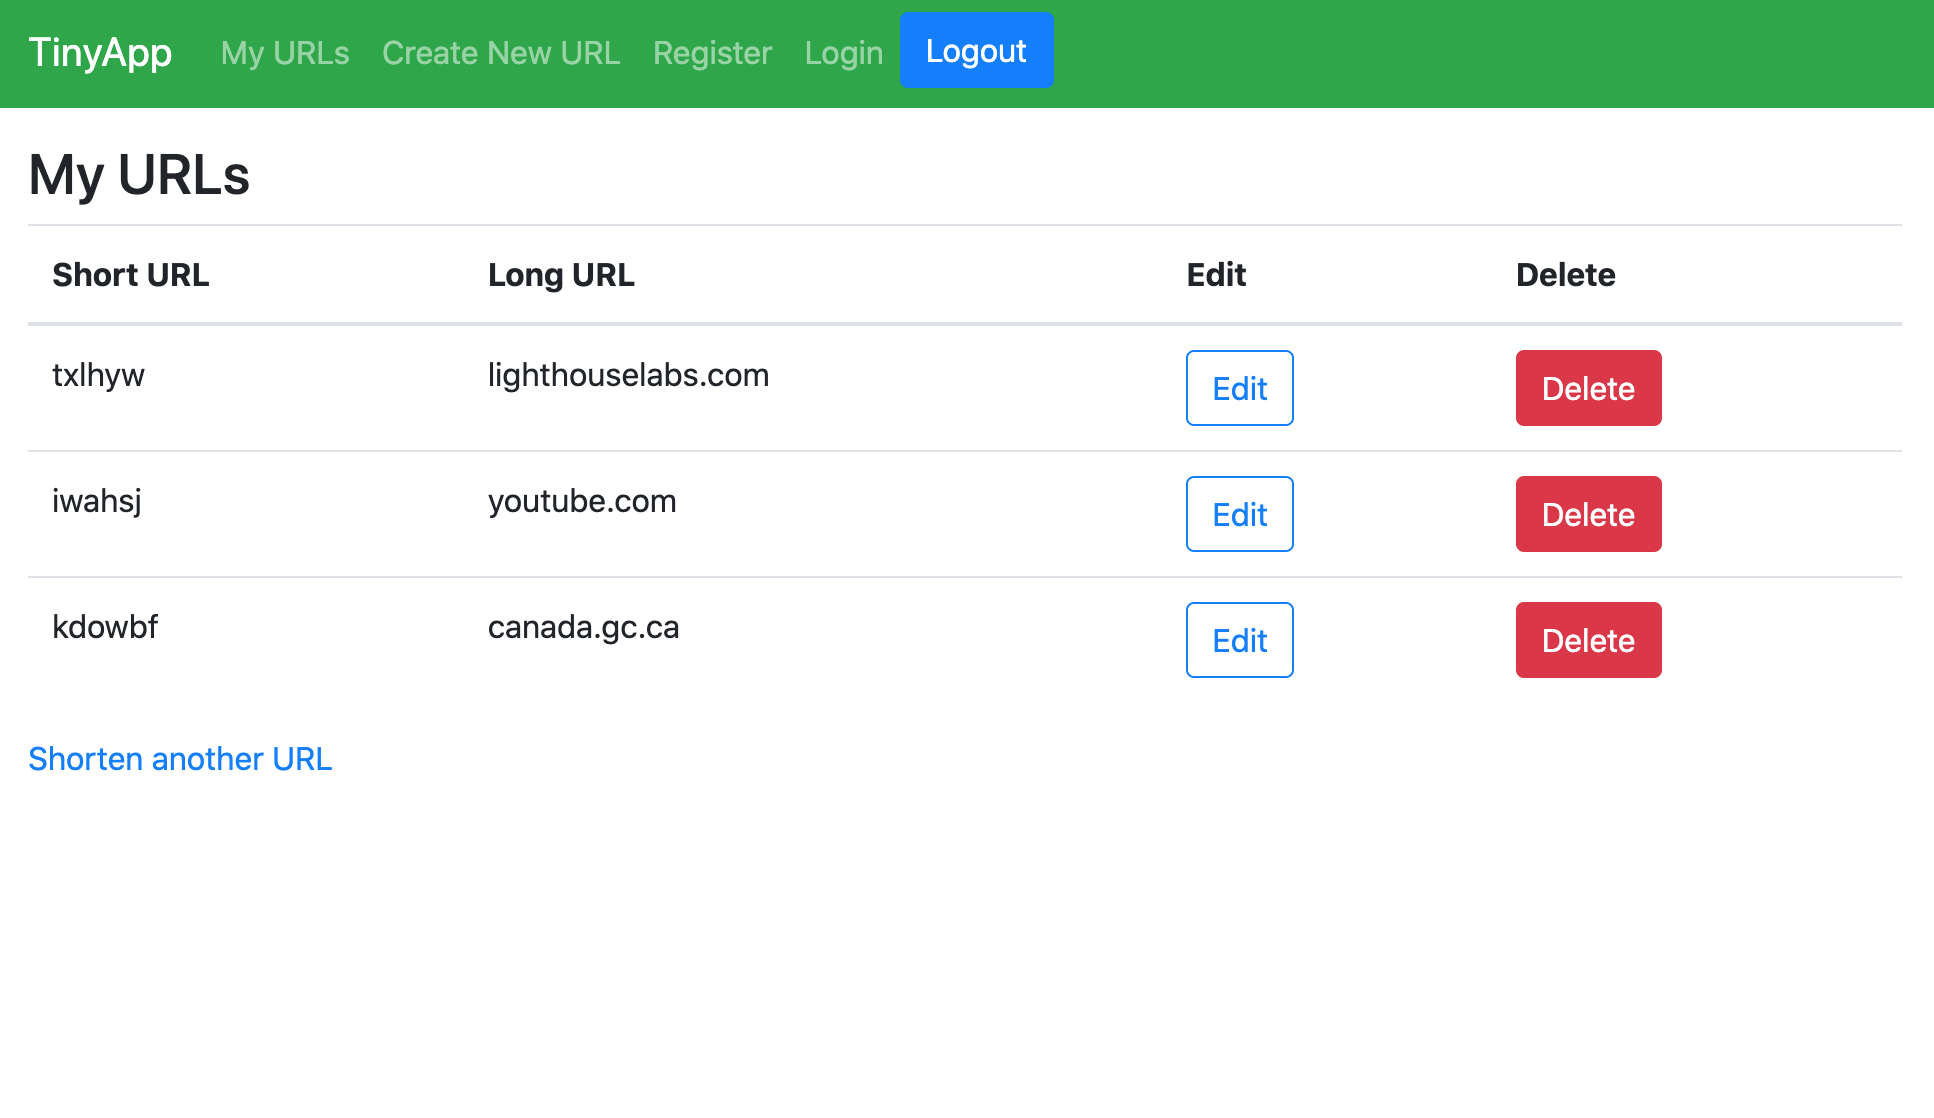 TinyApp My URLs Create New URL Register Login Logout
My URLs
Short URL Long URL Edit Delete
txlhyw lighthouselabs.com Edit Delete
iwahsj youtube.com Edit Delete
kdowbf canada.gc.ca Edit Delete
Shorten another URL